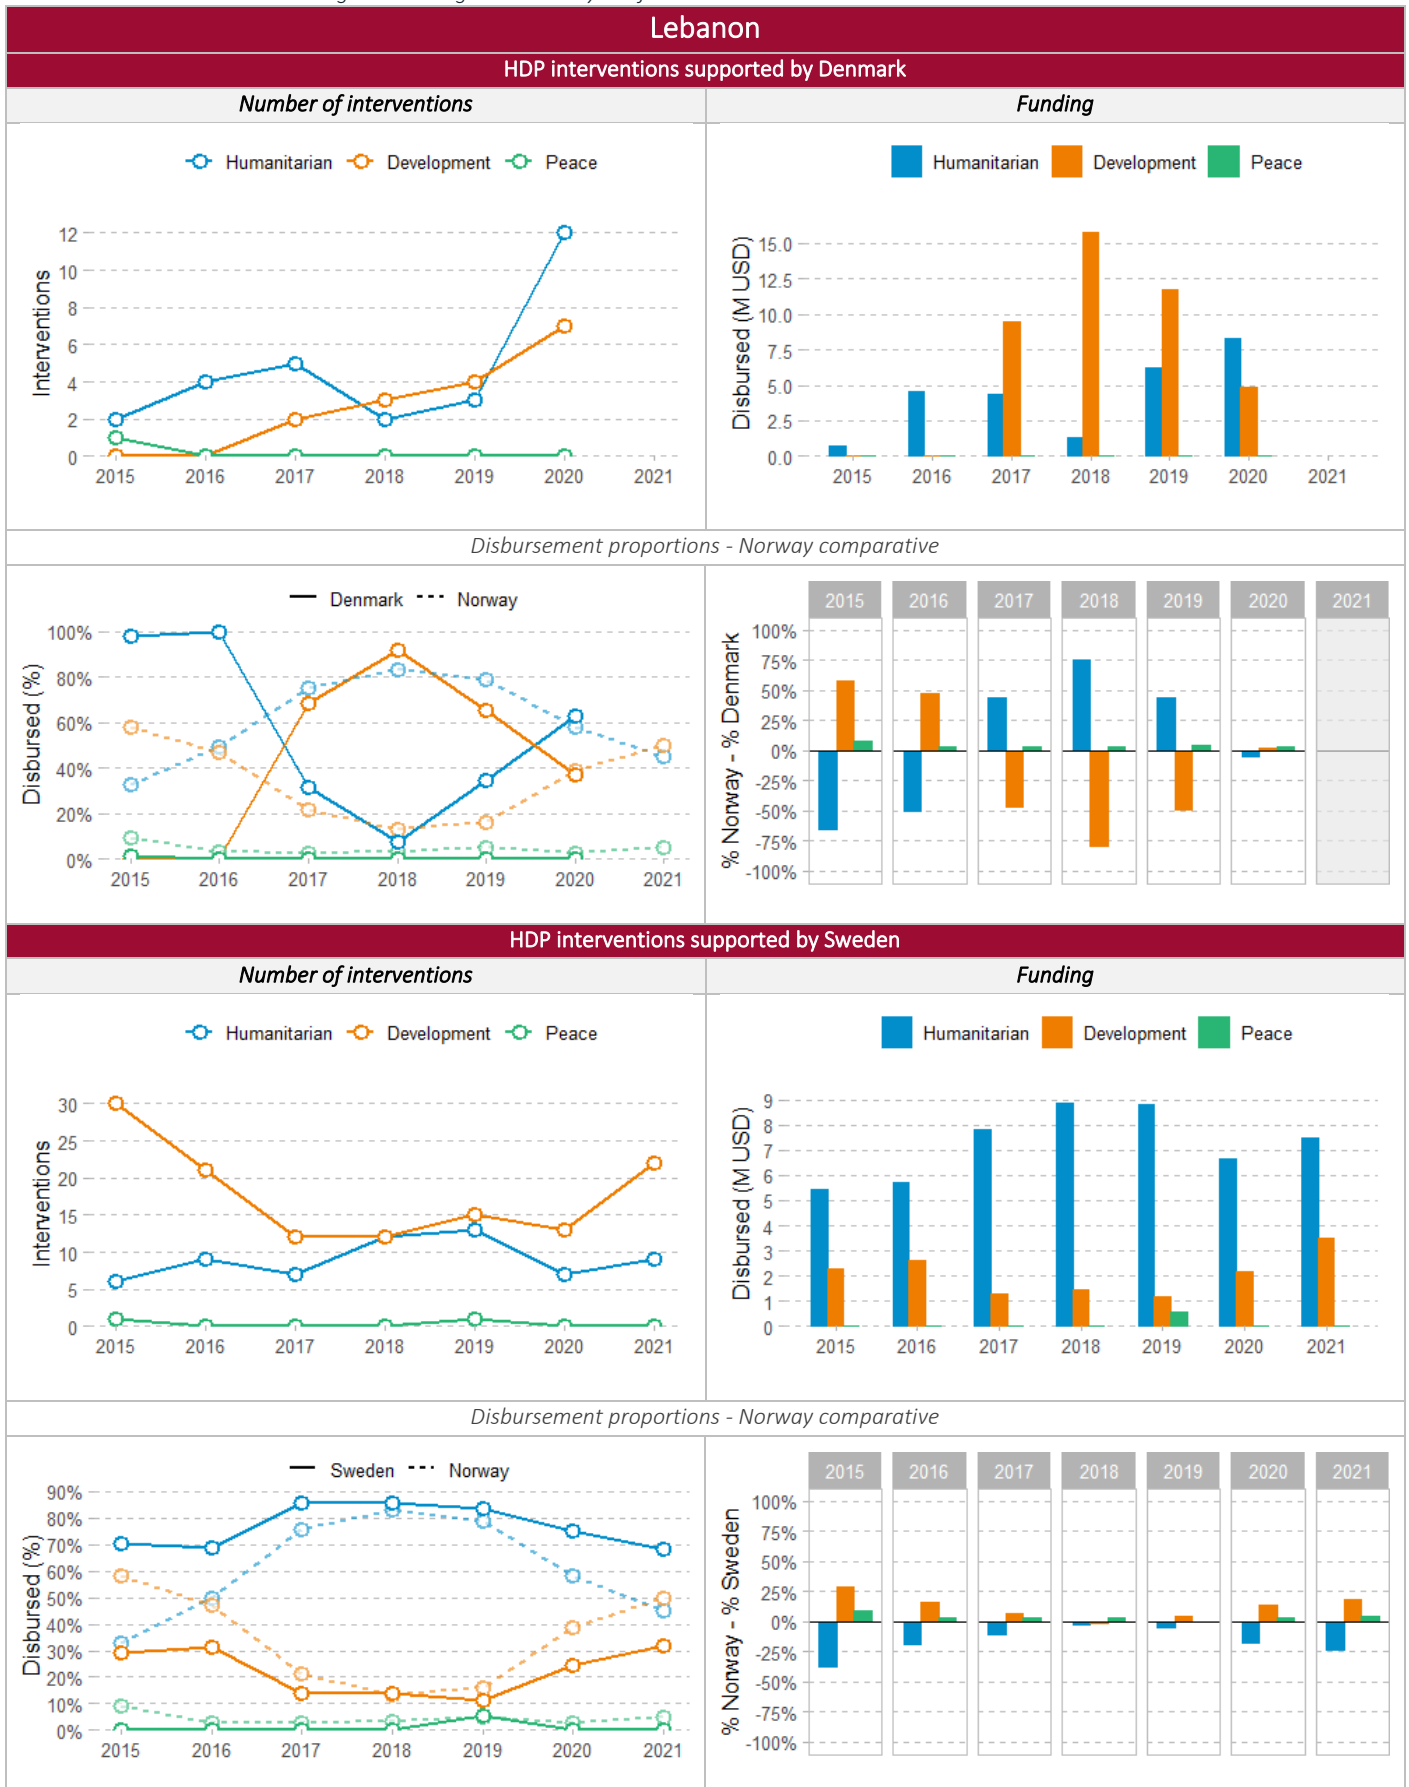 Lebanon
HDP interventions supported by Denmark
Number of interventions
Funding
Humanitarian Development Peace
Interventions
12
10
8
6
4
2
0
2015 2016 2017 2018 2019 2020 2021
Humanitarian Development Peace
Disbursed (M USD)
15.0
12.5
10.0
7.5
5.0
2.5
0.0
2015 2016 2017 2018 2019 2020 2021
Disbursement proportions - Norway comparative
Denmark Norway
Disbursed (%)
100%
80%
60%
40%
20%
0%
2015 2016 2017 2018 2019 2020 2021
2015 2016 2017 2018 2019 2020 2021
% Norway - % Denmark
100%
75%
50%
25%
0%
-25%
-50%
-75%
-100%
HDP interventions supported by Sweden
Number of interventions
Funding
Humanitarian Development Peace
Interventions
30
25
20
15
10
5
0
2015 2016 2017 2018 2019 2020 2021
Humanitarian Development Peace
Disbursed (M USD)
9
8
7
6
5
4
3
2
1
0
2015 2016 2017 2018 2019 2020 2021
Disbursement proportions - Norway comparative
Sweden Norway
Disbursed (%)
90%
80%
70%
60%
50%
40%
30%
20%
10%
0%
2015 2016 2017 2018 2019 2020 2021
2015 2016 2017 2018 2019 2020 2021
% Norway - % Sweden
100%
75%
50%
25%
0%
-25%
-50%
-75%
-100%